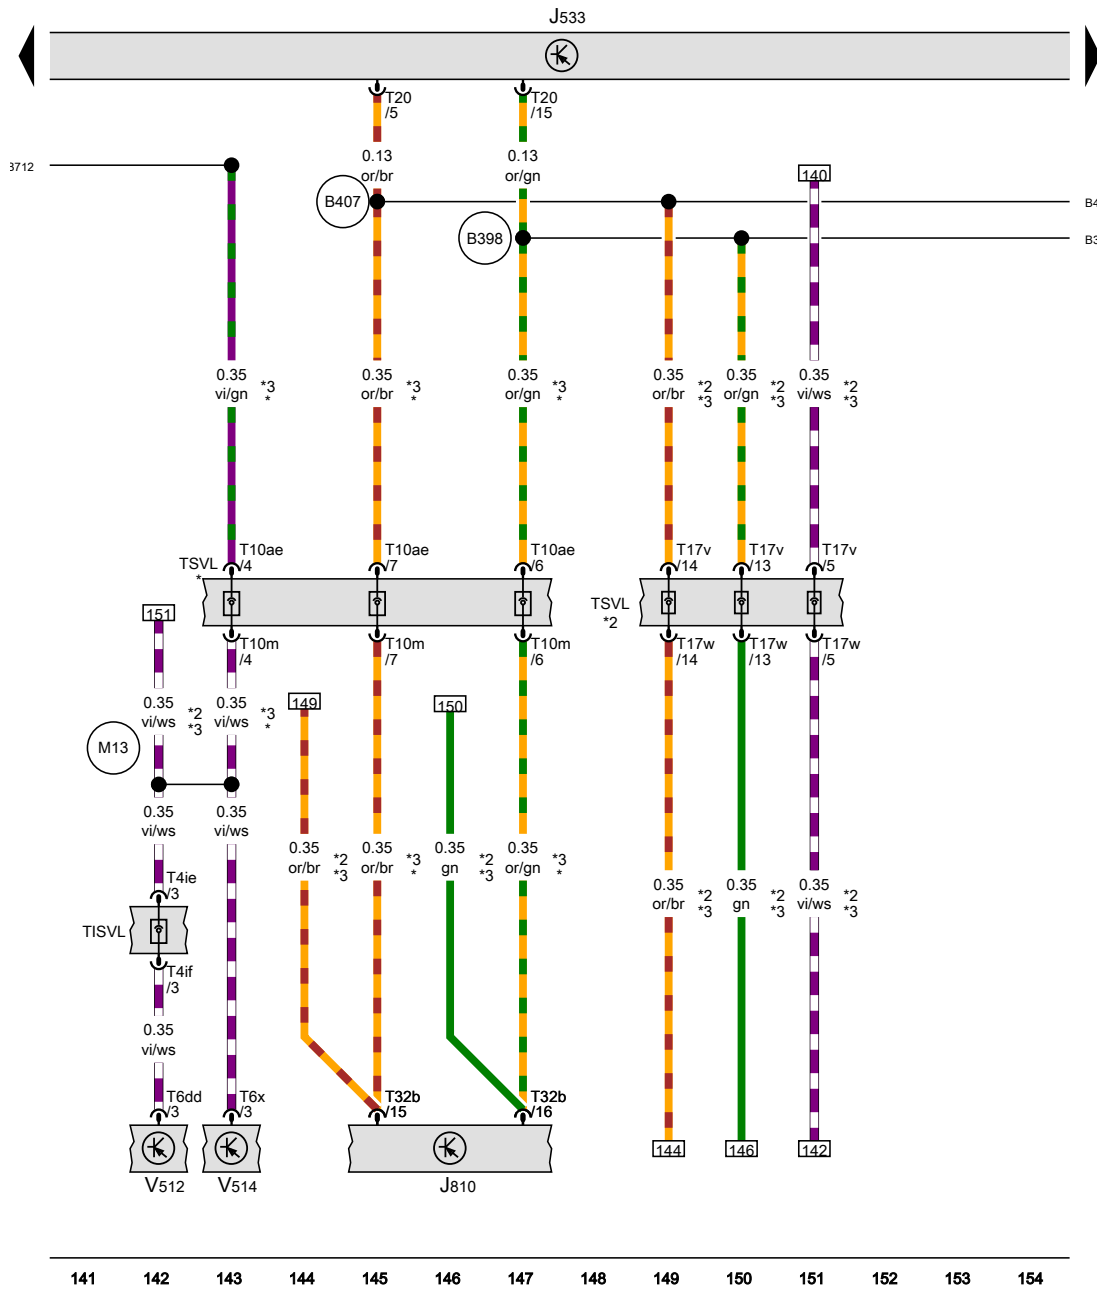 J533
T20
/5
T20
/15
0.13
or/br
0.13
or/gn
B712
140
B407
B4
B398
B3
0.35
vi/gn
*3
*
0.35
or/br
*3
*
0.35
or/gn
*3
*
0.35
or/br
*2
*3
0.35
or/gn
*2
*3
0.35
vi/ws
*2
*3
TSVL
*
T10ae
/4
T10ae
/7
T10ae
/6
T17v
/14
T17v
/13
T17v
/5
TSVL
*2
151
T10m
/4
T10m
/7
T10m
/6
T17w
/14
T17w
/13
T17w
/5
0.35
vi/ws
*2
*3
0.35
vi/ws
*3
*
149
150
M13
0.35
vi/ws
0.35
vi/ws
0.35
or/br
*2
*3
0.35
or/br
*3
*
0.35
gn
*2
*3
0.35
or/gn
*3
*
0.35
or/br
*2
*3
0.35
gn
*2
*3
0.35
vi/ws
*2
*3
T4ie
/3
TISVL
T4if
/3
0.35
vi/ws
T6dd
/3
T6x
/3
T32b
/15
T32b
/16
144
146
142
V512
V514
J810
141 142 143 144 145 146 147 148 149 150 151 152 153 154